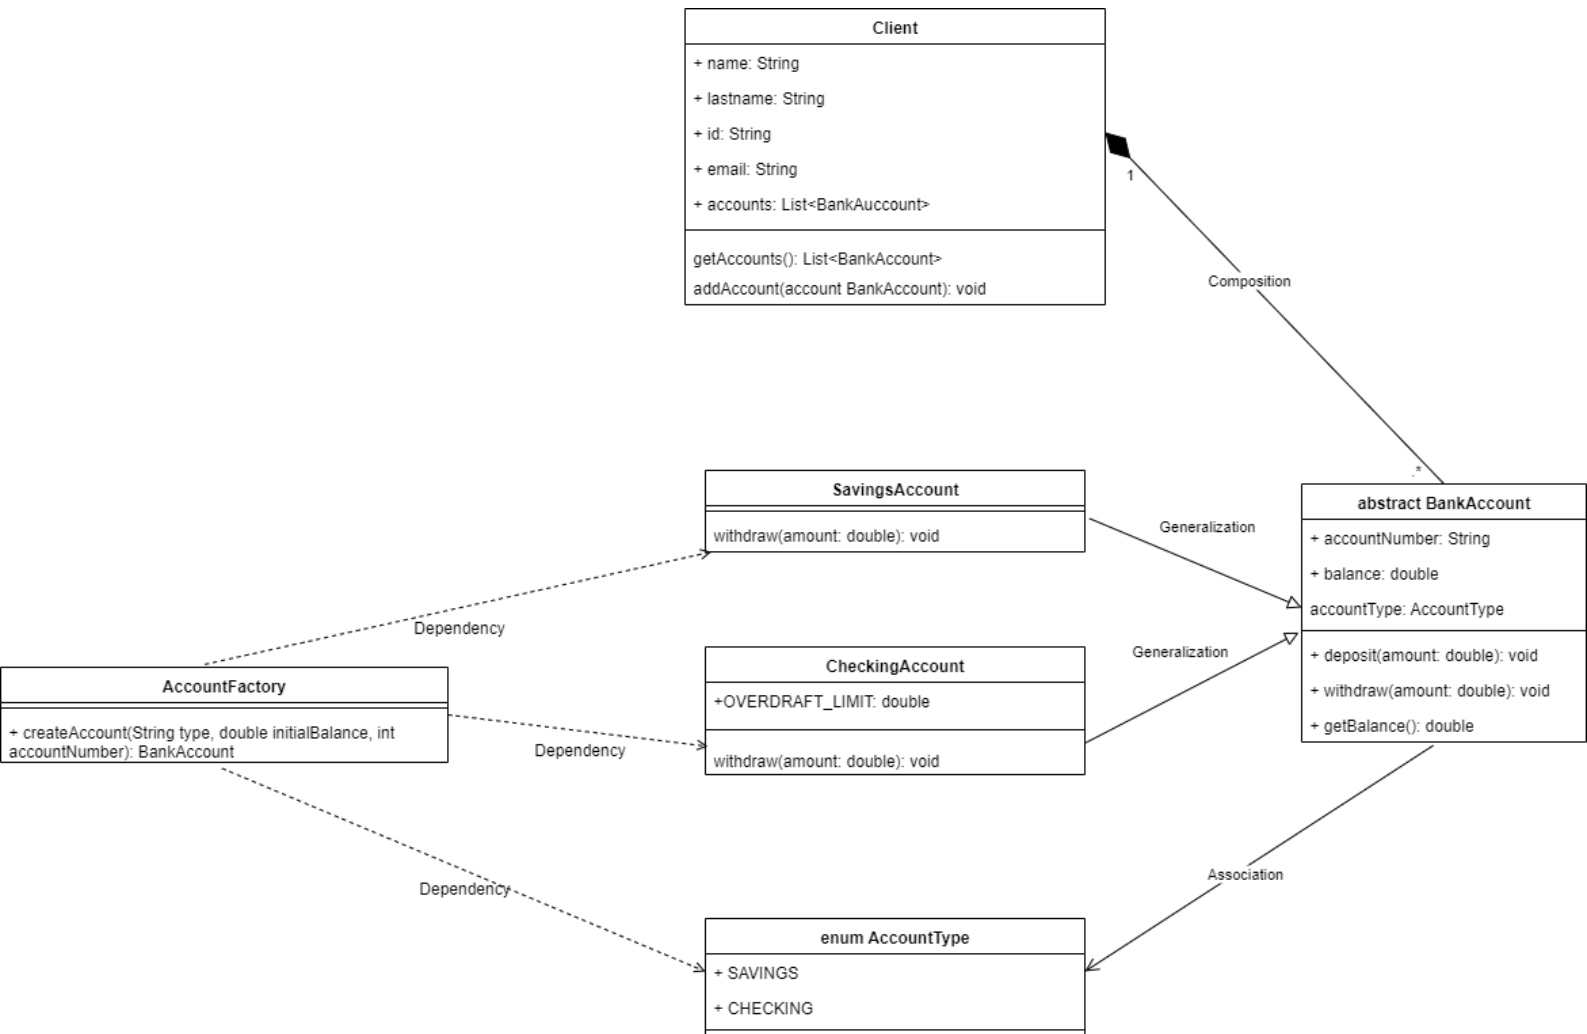 Client
+ name: String
+ lastname: String
+ id: String
+ email: String
+ accounts: List<BankAuccount>
getAccounts(): List<BankAccount>
addAccount(account BankAccount): void
1
Composition
.*
SavingsAccount
withdraw(amount: double): void
Generalization
abstract BankAccount
+ accountNumber: String
+ balance: double
accountType: AccountType
+ deposit(amount: double): void
+ withdraw(amount: double): void
+ getBalance(): double
Dependency
CheckingAccount
+OVERDRAFT_LIMIT: double
withdraw(amount: double): void
Generalization
AccountFactory
+ createAccount(String type, double initialBalance, int
accountNumber): BankAccount
Dependency
Dependency
Association
enum AccountType
+ SAVINGS
+ CHECKING